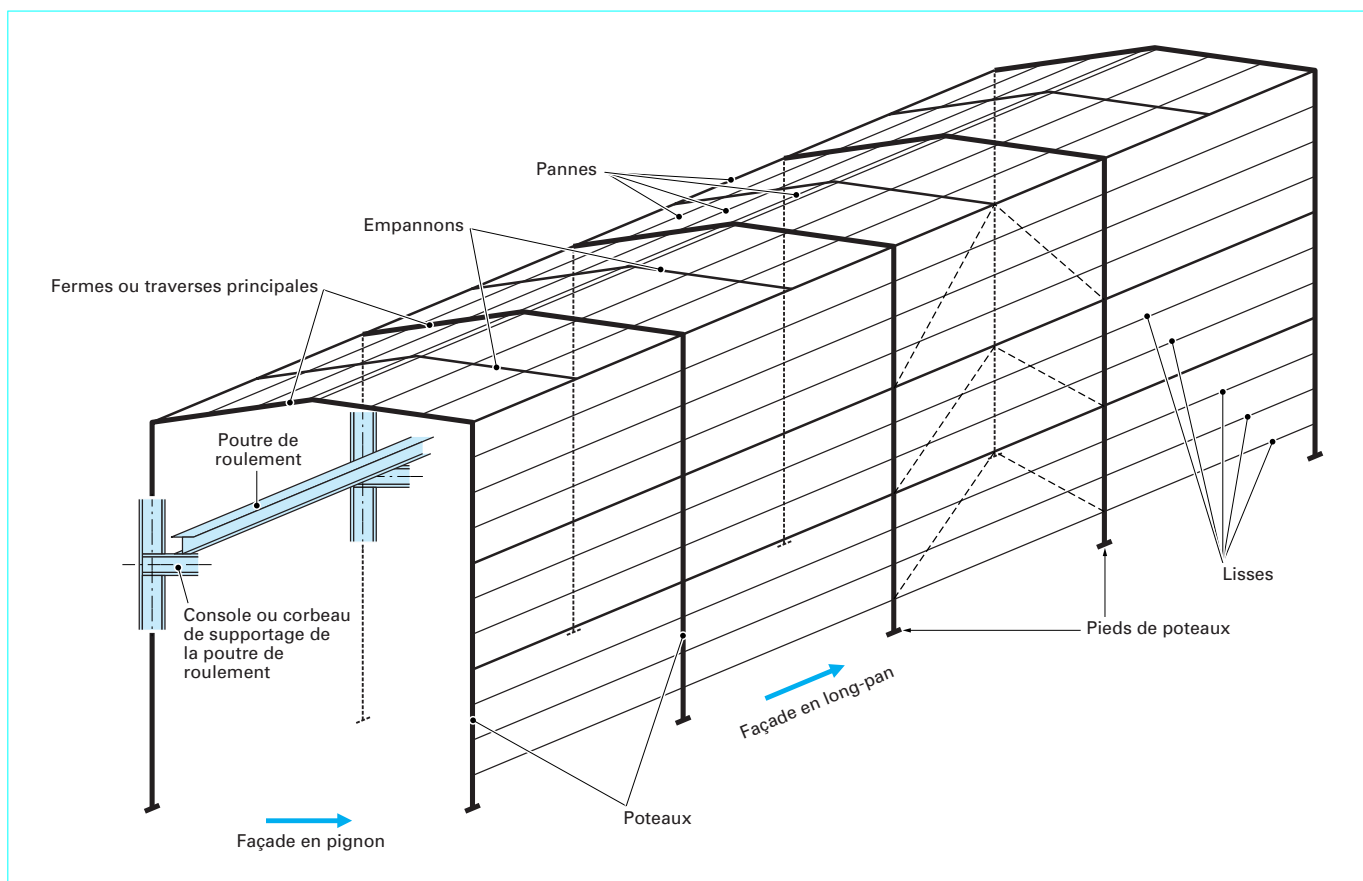 Pannes
Empannons
Fermes ou traverses principales
Poutre de
roulement
Console ou corbeau
de supportage de
la poutre de
roulement
Lisses
Pieds de poteaux
Façade en long-pan
Poteaux
Façade en pignon